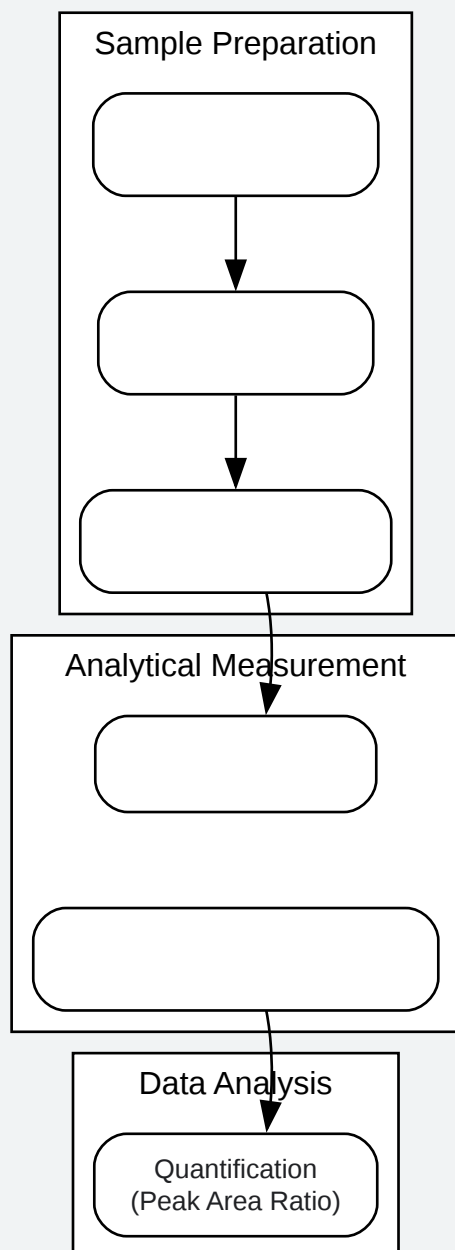 Sample Preparation
Analytical Measurement
Data Analysis
Quantification
(Peak Area Ratio)